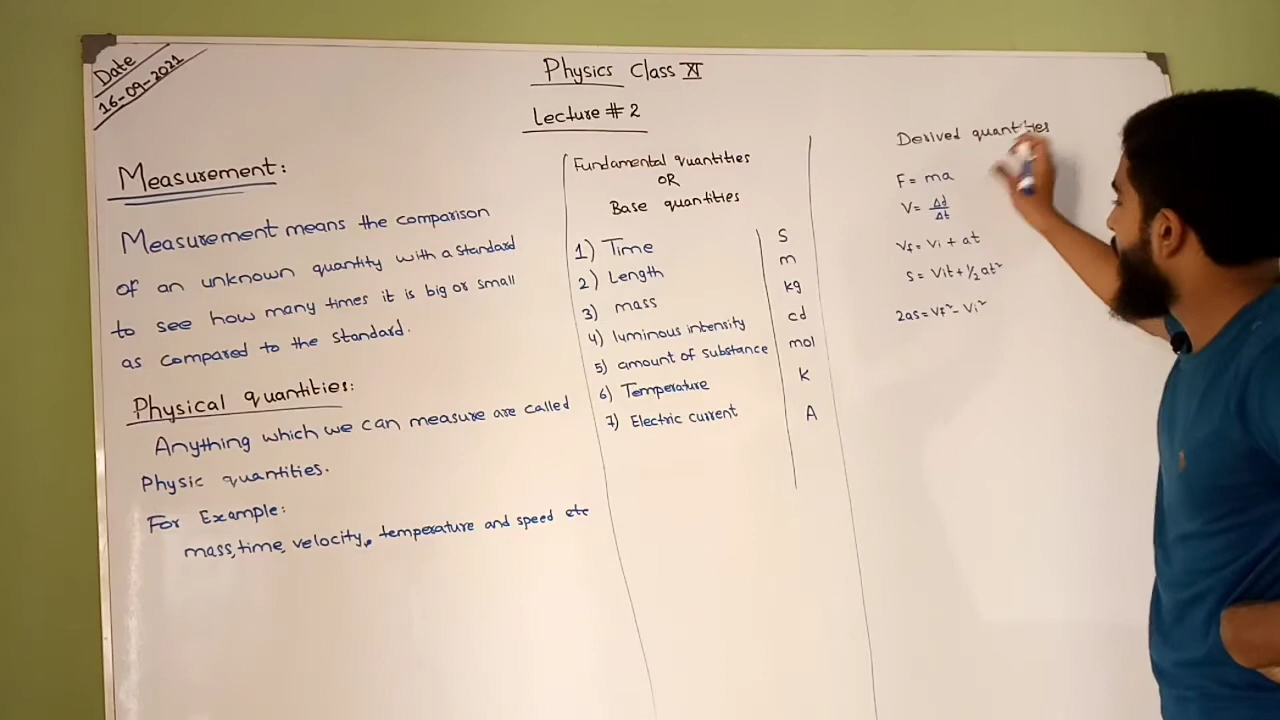 Date
16-09-2021
Physics Class XI
Lecture # 2
Measurement:
Measurement means the comparison
of an unknown quantity with a standard
to see how many times it is big or small
as compared to the standard.
Physical quantities:
Anything which we can measure are called
Physic quantities.
For Example:
mass, time, velocity, temperature and speed etc
Fundamental quantities
OR
Base quantities
1) Time S
2) Length m
3) mass kg
4) luminous intensity cd
5) amount of substance mol
6) Temperature K
7) Electric current A
Derived quantities
F = ma
V = Δd/Δt
Vf = Vi + at
S = Vit + 1/2 at²
2as = Vf² - Vi²